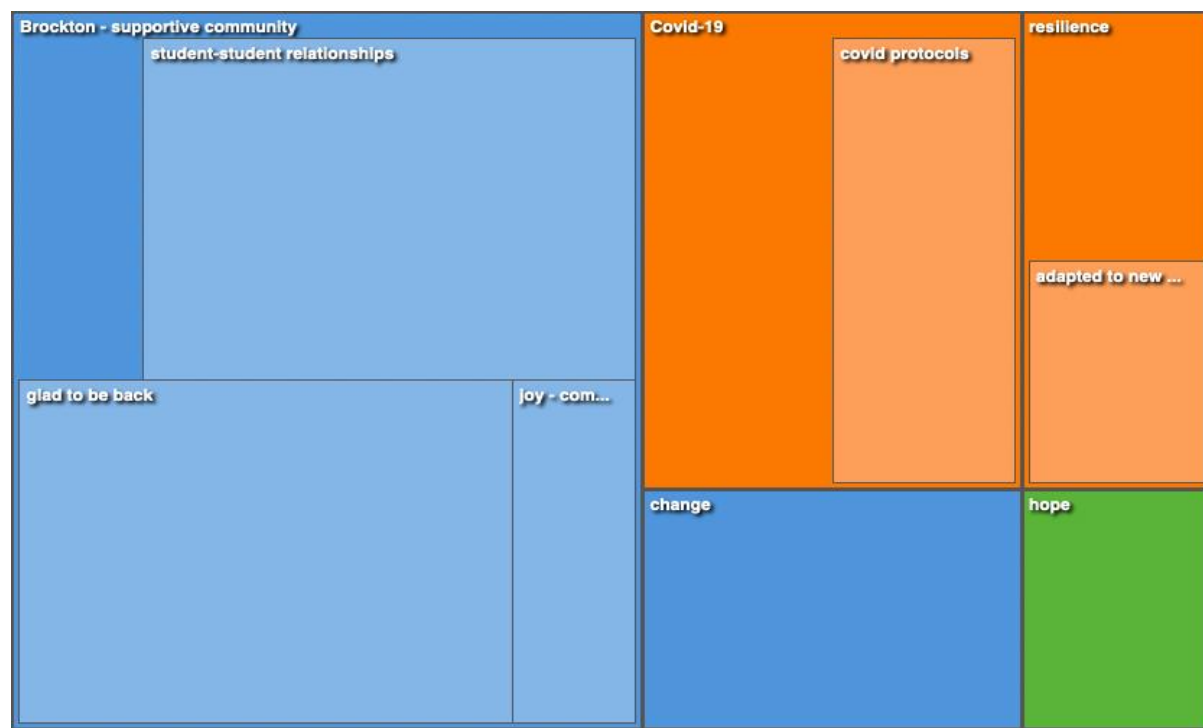 Brockton - supportive community
student-student relationships
glad to be back
joy - com...
Covid-19
covid protocols
resilience
adapted to new ...
change
hope